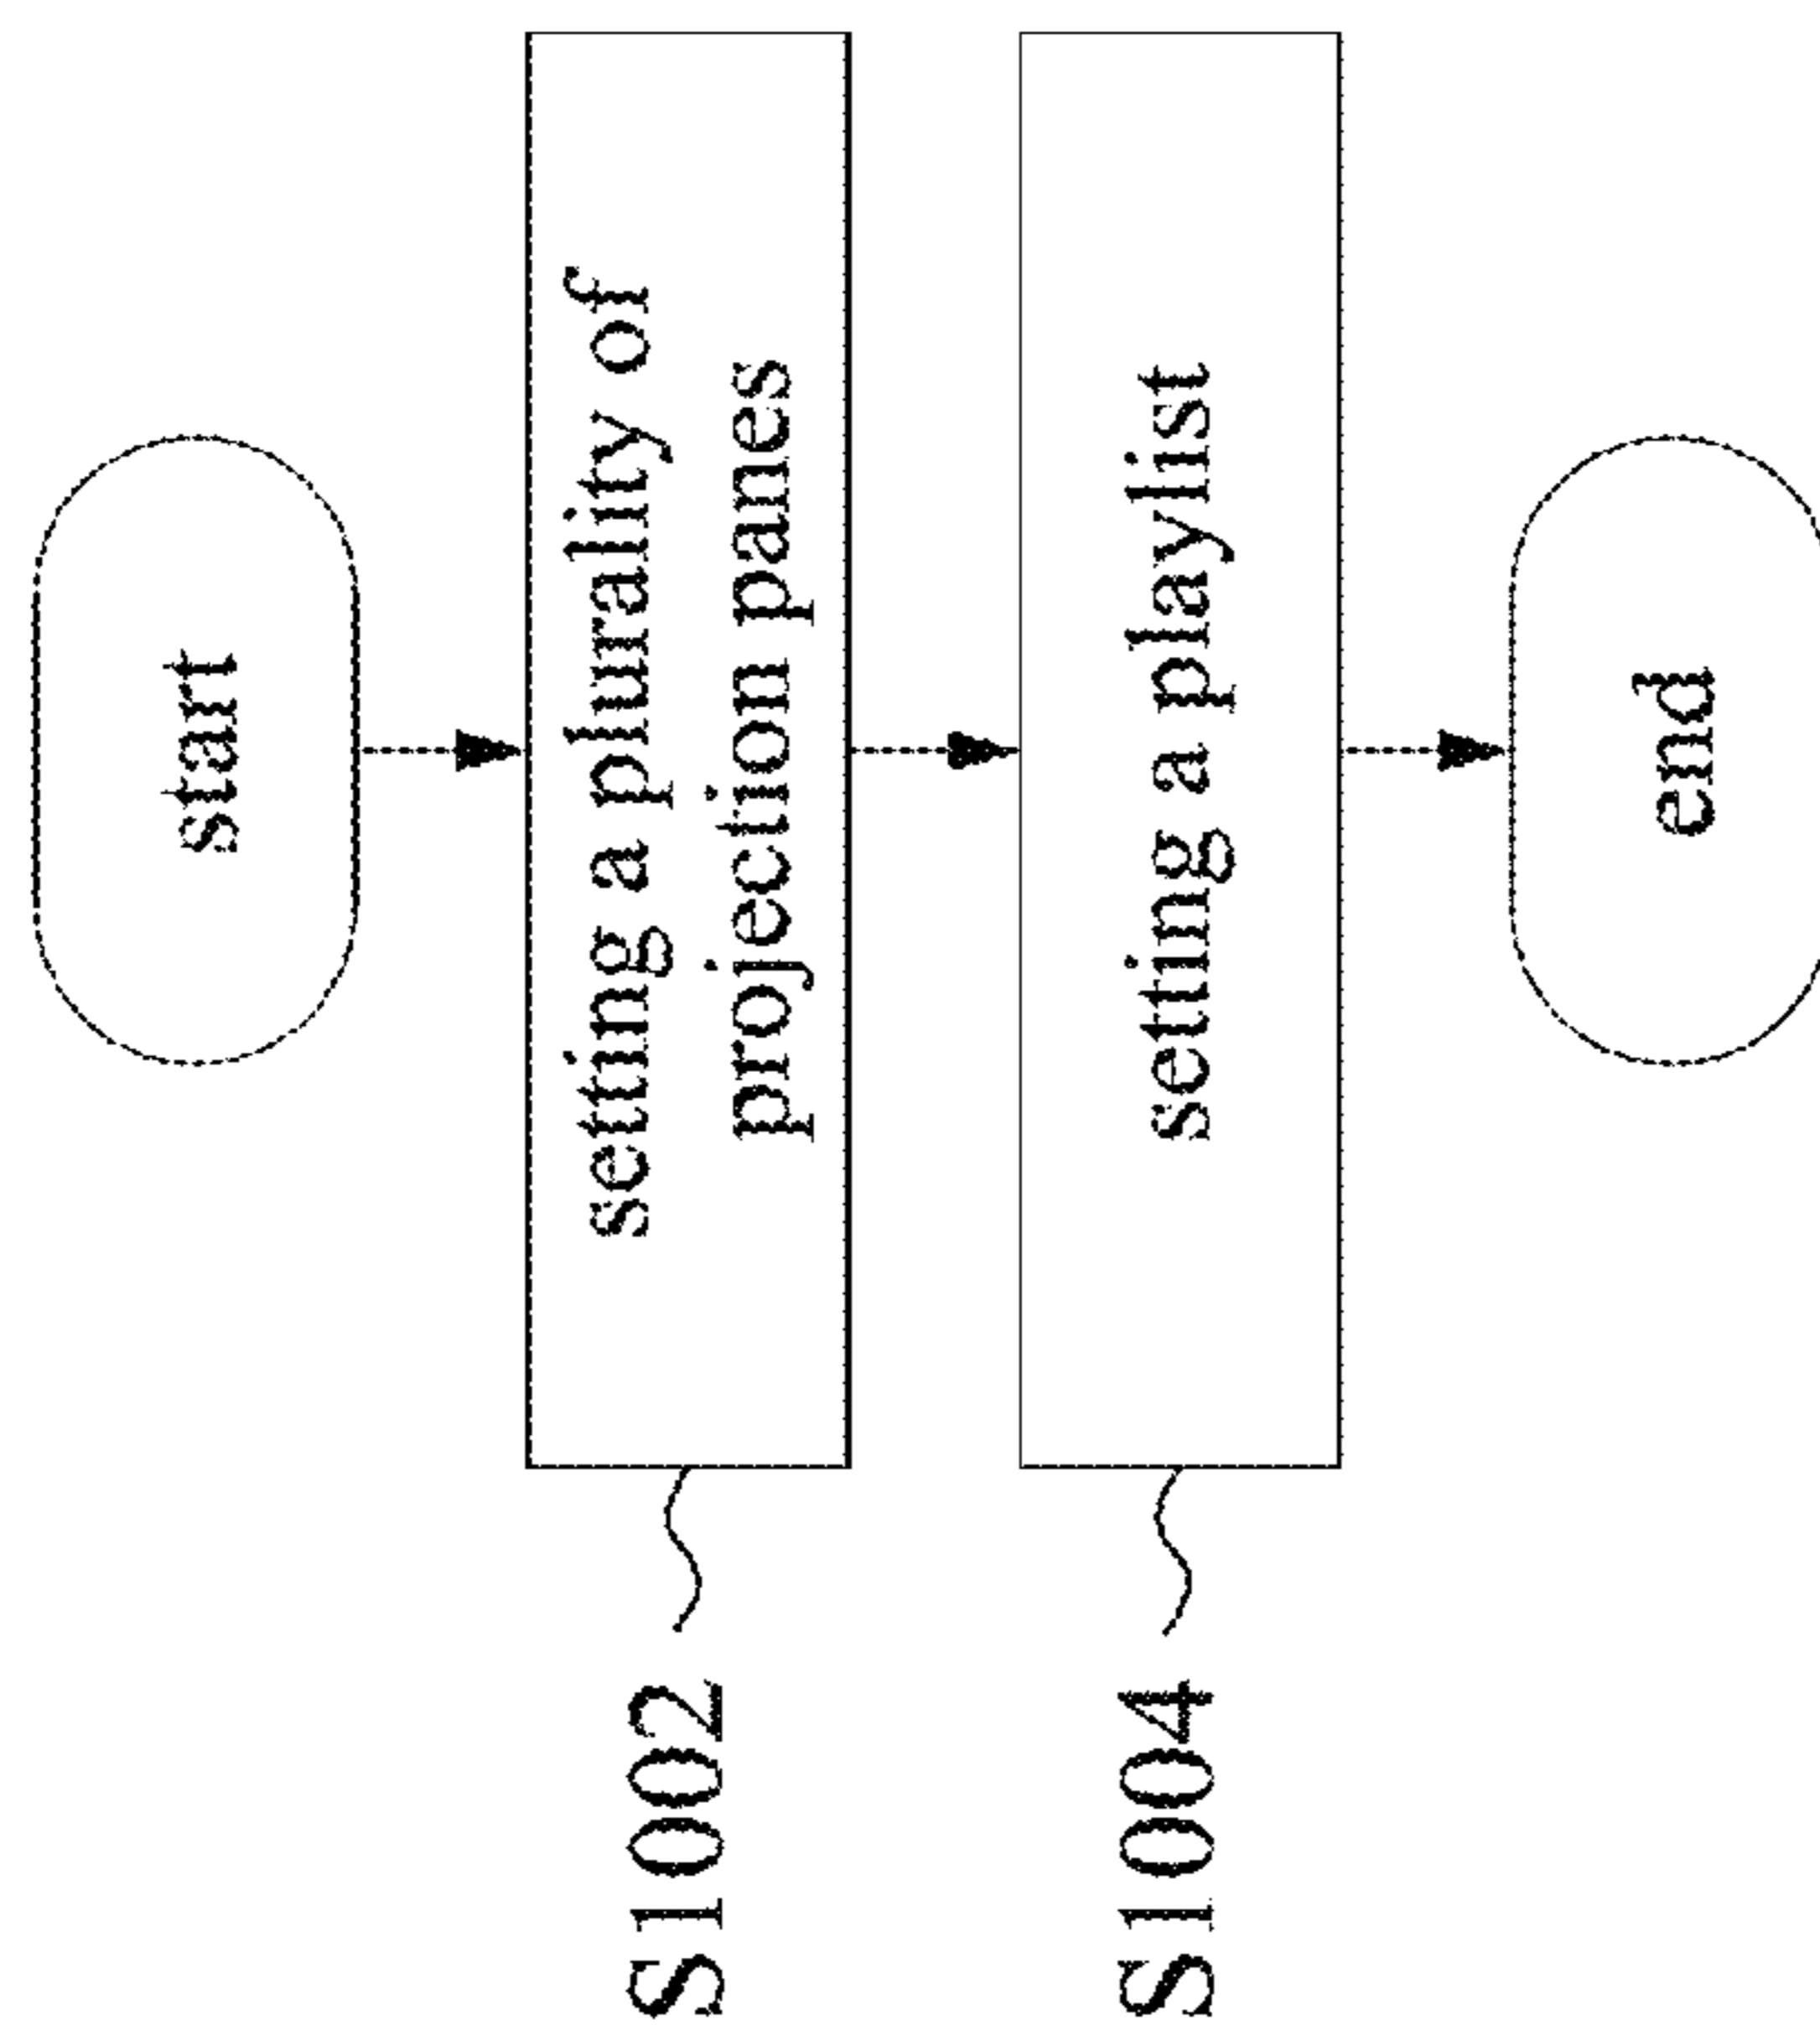 start
setting a plurality of
projection panes
S1002
setting a playlist
S1004
end